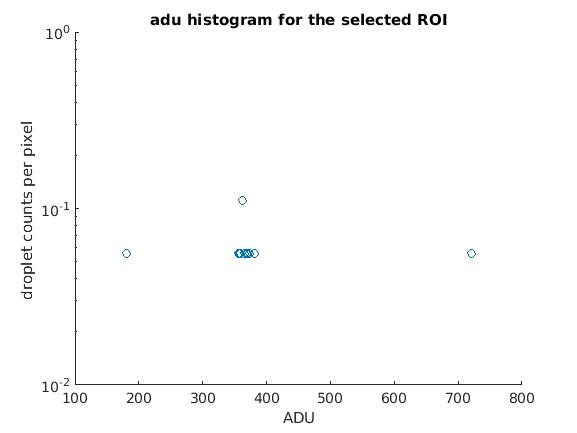 adu histogram for the selected ROI
10^0
10^-1
10^-2
droplet counts per pixel
100 200 300 400 500 600 700 800
ADU